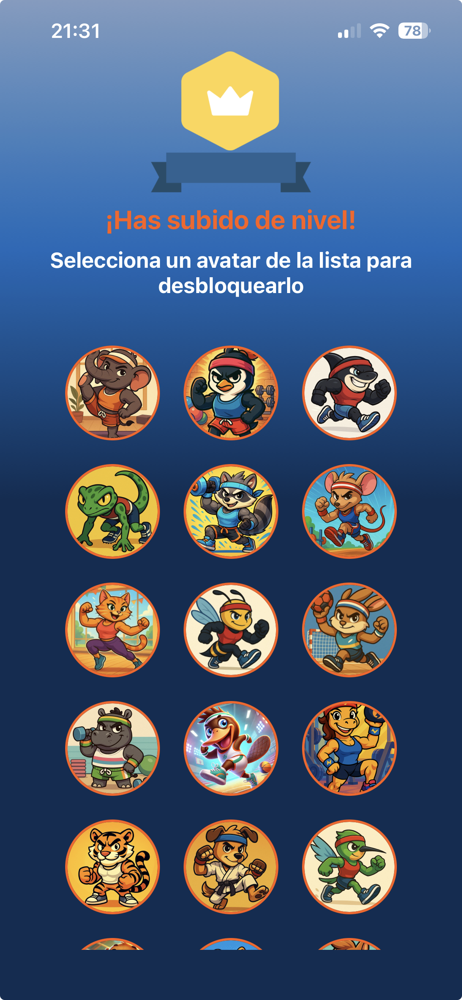 21:31
78
¡Has subido de nivel!
Selecciona un avatar de la lista para
desbloquearlo